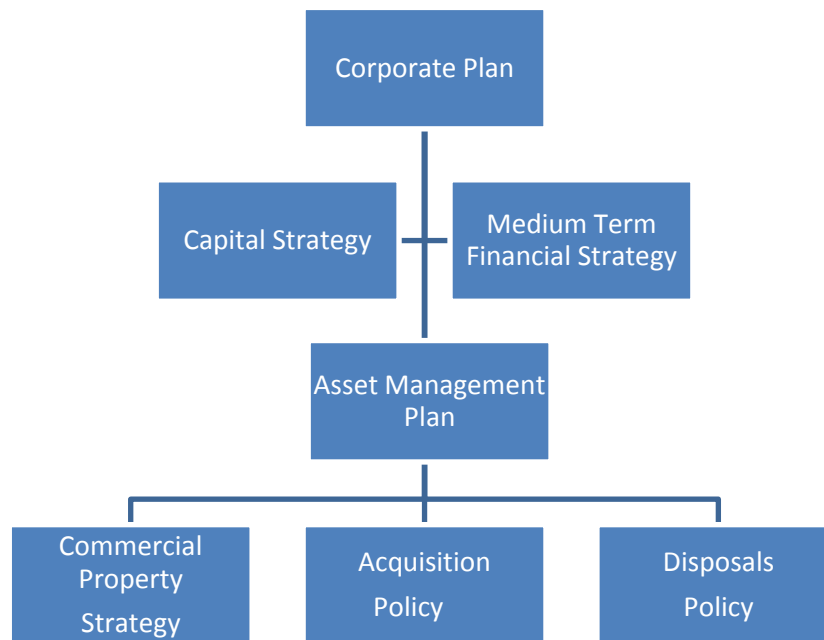 Corporate Plan
Capital Strategy
Medium Term
Financial Strategy
Asset Management
Plan
Commercial
Property
Strategy
Acquisition
Policy
Disposals
Policy